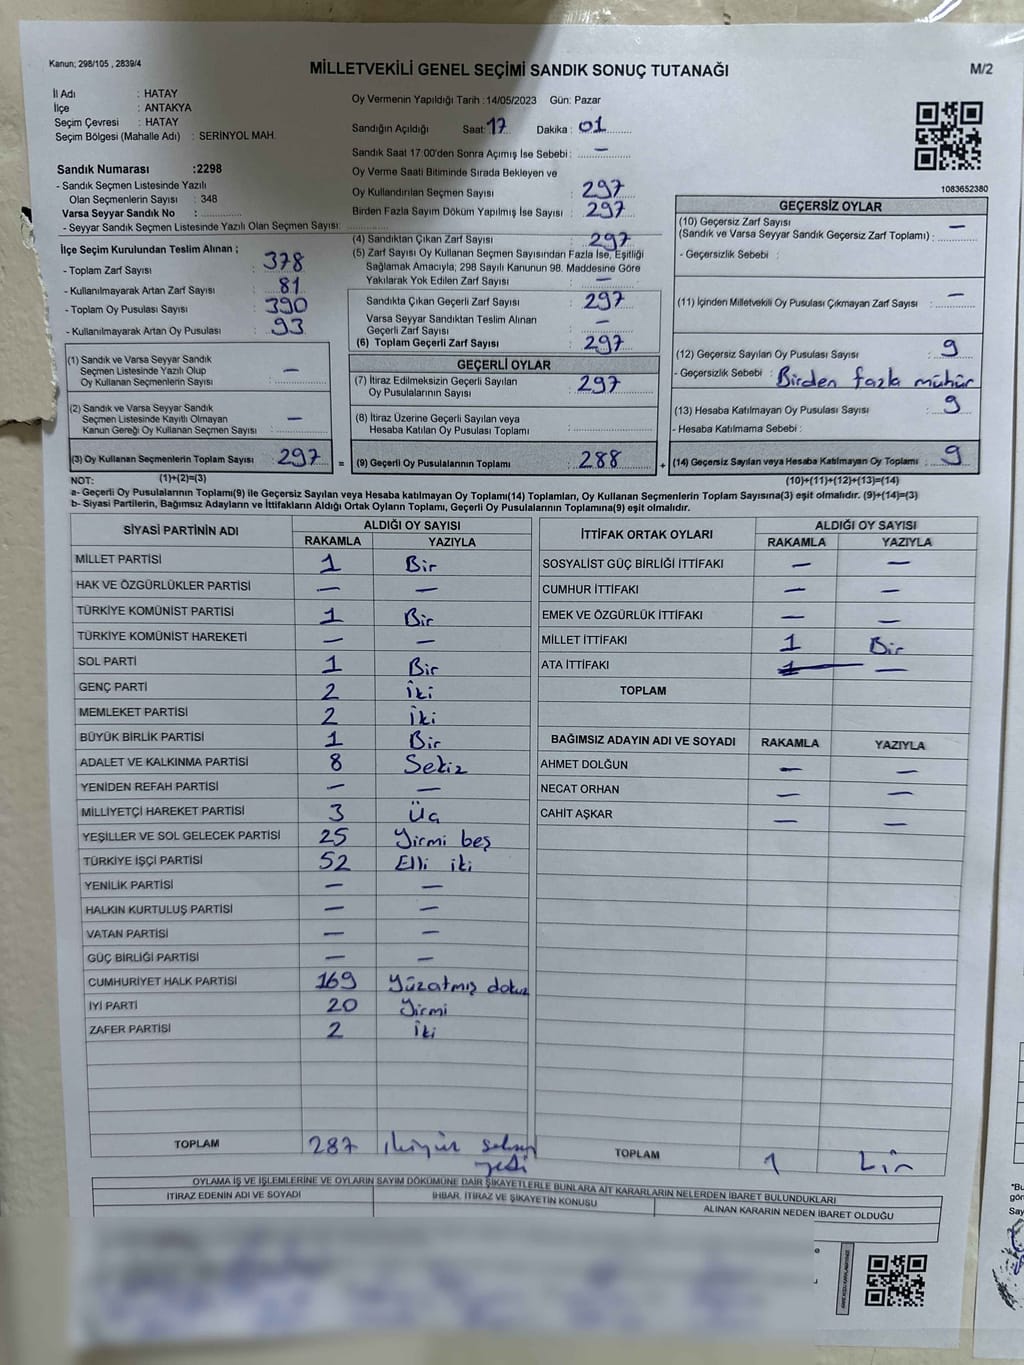 Kanun; 298/105 , 2839/4
MİLLETVEKİLİ GENEL SEÇİMİ SANDIK SONUÇ TUTANAĞI
M/2
İl Adı : HATAY
İlçe : ANTAKYA
Seçim Çevresi : HATAY
Seçim Bölgesi (Mahalle Adı) : SERİNYOL MAH.
Sandık Numarası :2298
- Sandık Seçmen Listesinde Yazılı
Olan Seçmenlerin Sayısı : 348
Varsa Seyyar Sandık No :
- Seyyar Sandık Seçmen Listesinde Yazılı Olan Seçmen Sayısı:
Oy Vermenin Yapıldığı Tarih :14/05/2023 Gün: Pazar
Sandığın Açıldığı Saat:17 Dakika :01
Sandık Saat 17:00'den Sonra Açımış İse Sebebi : —
Oy Verme Saati Bitiminde Sırada Bekleyen ve
Oy Kullandırılan Seçmen Sayısı : 297
Birden Fazla Sayım Döküm Yapılmış İse Sayısı : 297
1083652380
İlçe Seçim Kurulundan Teslim Alınan ;
- Toplam Zarf Sayısı : 378
- Kullanılmayarak Artan Zarf Sayısı : 81
- Toplam Oy Pusulası Sayısı : 390
- Kullanılmayarak Artan Oy Pusulası : 93
(4) Sandıktan Çıkan Zarf Sayısı : 297
(5) Zarf Sayısı Oy Kullanan Seçmen Sayısından Fazla İse, Eşitliği
Sağlamak Amacıyla; 298 Sayılı Kanunun 98. Maddesine Göre
Yakılarak Yok Edilen Zarf Sayısı : —
Sandıkta Çıkan Geçerli Zarf Sayısı : 297
Varsa Seyyar Sandıktan Teslim Alınan
Geçerli Zarf Sayısı : —
(6) Toplam Geçerli Zarf Sayısı : 297
GEÇERSİZ OYLAR
(10) Geçersiz Zarf Sayısı
(Sandık ve Varsa Seyyar Sandık Geçersiz Zarf Toplamı) : —
- Geçersizlik Sebebi :
(11) İçinden Milletvekili Oy Pusulası Çıkmayan Zarf Sayısı : —
(12) Geçersiz Sayılan Oy Pusulası Sayısı : 9
- Geçersizlik Sebebi : Birden fazla mühür
(13) Hesaba Katılmayan Oy Pusulası Sayısı : 9
- Hesaba Katılmama Sebebi :
(1) Sandık ve Varsa Seyyar Sandık
Seçmen Listesinde Yazılı Olup
Oy Kullanan Seçmenlerin Sayısı : —
(2) Sandık ve Varsa Seyyar Sandık
Seçmen Listesinde Kayıtlı Olmayan
Kanun Gereği Oy Kullanan Seçmen Sayısı : —
GEÇERLİ OYLAR
(7) İtiraz Edilmeksizin Geçerli Sayılan
Oy Pusulalarının Sayısı : 297
(8) İtiraz Üzerine Geçerli Sayılan veya
Hesaba Katılan Oy Pusulası Toplamı :
(3) Oy Kullanan Seçmenlerin Toplam Sayısı : 297 = (9) Geçerli Oy Pusulalarının Toplamı : 288 + (14) Geçersiz Sayılan veya Hesaba Katılmayan Oy Toplamı : 9
NOT: (1)+(2)=(3) (10)+(11)+(12)+(13)=(14)
a- Geçerli Oy Pusulalarının Toplamı(9) ile Geçersiz Sayılan veya Hesaba katılmayan Oy Toplamı(14) Toplamları, Oy Kullanan Seçmenlerin Toplam Sayısına(3) eşit olmalıdır. (9)+(14)=(3)
b- Siyasi Partilerin, Bağımsız Adayların ve İttifakların Aldığı Ortak Oyların Toplamı, Geçerli Oy Pusulalarının Toplamına(9) eşit olmalıdır.
SİYASİ PARTİNİN ADI ALDIĞI OY SAYISI
RAKAMLA YAZIYLA
MİLLET PARTİSİ 1 Bir
HAK VE ÖZGÜRLÜKLER PARTİSİ — —
TÜRKİYE KOMÜNİST PARTİSİ 1 Bir
TÜRKİYE KOMÜNİST HAREKETİ — —
SOL PARTİ 1 Bir
GENÇ PARTİ 2 İki
MEMLEKET PARTİSİ 2 İki
BÜYÜK BİRLİK PARTİSİ 1 Bir
ADALET VE KALKINMA PARTİSİ 8 Sekiz
YENİDEN REFAH PARTİSİ — —
MİLLİYETÇİ HAREKET PARTİSİ 3 Üç
YEŞİLLER VE SOL GELECEK PARTİSİ 25 Yirmi beş
TÜRKİYE İŞÇİ PARTİSİ 52 Elli iki
YENİLİK PARTİSİ — —
HALKIN KURTULUŞ PARTİSİ — —
VATAN PARTİSİ — —
GÜÇ BİRLİĞİ PARTİSİ — —
CUMHURİYET HALK PARTİSİ 169 Yüzatmış dokuz
İYİ PARTİ 20 Yirmi
ZAFER PARTİSİ 2 İki
TOPLAM 287 ikiyüz seksen
yedi
İTTİFAK ORTAK OYLARI ALDIĞI OY SAYISI
RAKAMLA YAZIYLA
SOSYALİST GÜÇ BİRLİĞİ İTTİFAKI — —
CUMHUR İTTİFAKI — —
EMEK VE ÖZGÜRLÜK İTTİFAKI — —
MİLLET İTTİFAKI 1 Bir
ATA İTTİFAKI 1 —
TOPLAM
BAĞIMSIZ ADAYIN ADI VE SOYADI RAKAMLA YAZIYLA
AHMET DOLĞUN — —
NECAT ORHAN — —
CAHİT AŞKAR — —
TOPLAM 1 bir
OYLAMA İŞ VE İŞLEMLERİNE VE OYLARIN SAYIM DÖKÜMÜNE DAİR ŞİKAYETLERLE BUNLARA AİT KARARLARIN NELERDEN İBARET BULUNDUKLARI
İTİRAZ EDENİN ADI VE SOYADI İHBAR, İTİRAZ VE ŞİKAYETİN KONUSU ALINAN KARARIN NEDEN İBARET OLDUĞU